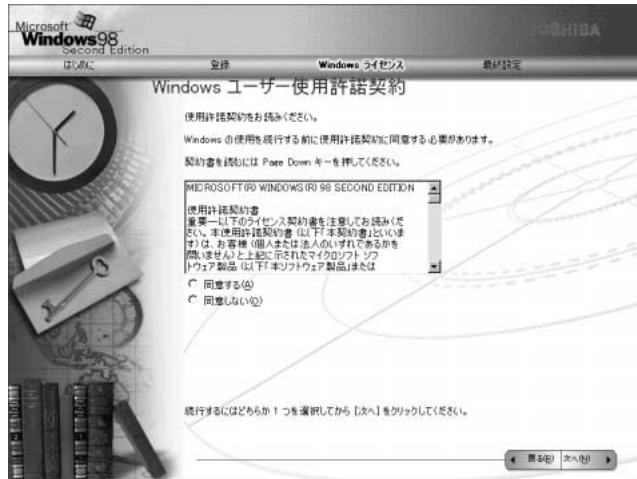 Microsoft
Windows98
Second Edition
TOSHIBA
はじめに
登録
Windows ライセンス
最終設定
Windows ユーザー使用許諾契約
使用許諾契約をお読みください。
Windows の使用を続行する前に使用許諾契約に同意する必要があります。
契約書を読むには Page Down キーを押してください。
MICROSOFT(R) WINDOWS(R) 98 SECOND EDITION
使用許諾契約書
重要－以下のライセンス契約書を注意してお読みくだ
さい。本使用許諾契約書 (以下｢本契約書｣といいま
す) は、お客様 (個人または法人のいずれであるかを
問いません) と上記に示されたマイクロソフト ソフ
トウェア製品 (以下｢本ソフトウェア製品｣または
同意する(A)
同意しない(D)
続行するにはどちらか 1 つを選択してから [次へ] をクリックしてください。
戻る(B)
次へ(N)